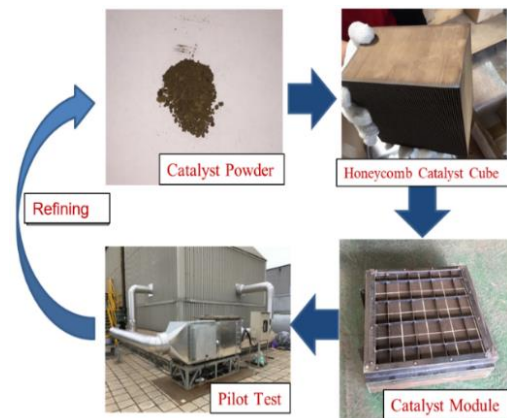 Catalyst Powder
Honeycomb Catalyst Cube
Refining
Pilot Test
Catalyst Module